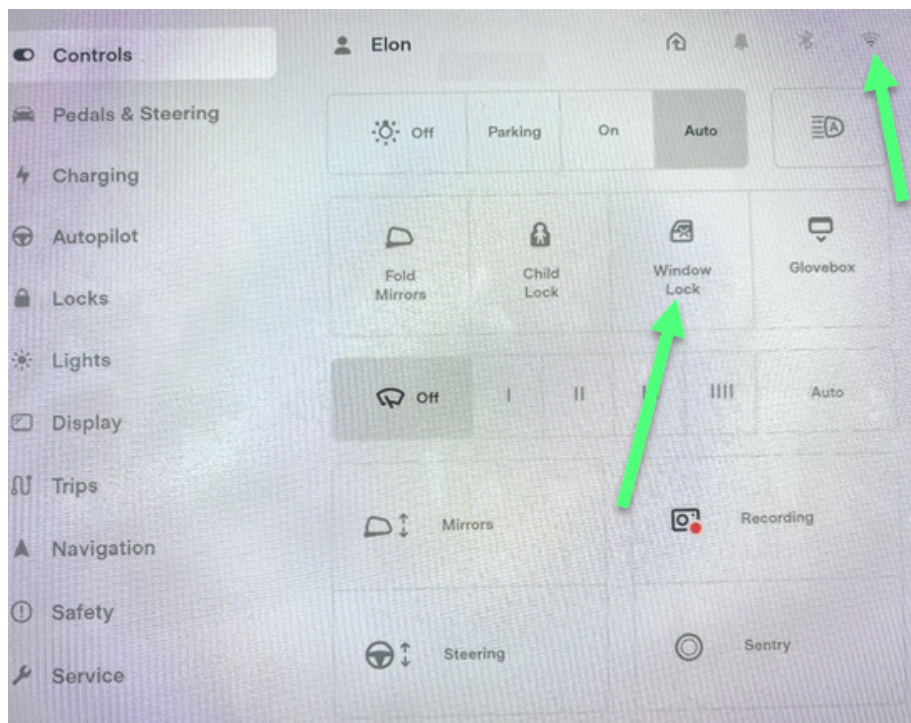 Controls
Elon
Pedals & Steering
Off Parking On Auto
Charging
Autopilot
Fold Mirrors
Child Lock
Window Lock
Glovebox
Locks
Lights
Off I II IIII Auto
Display
Trips
Mirrors
Recording
Navigation
Safety
Steering
Sentry
Service